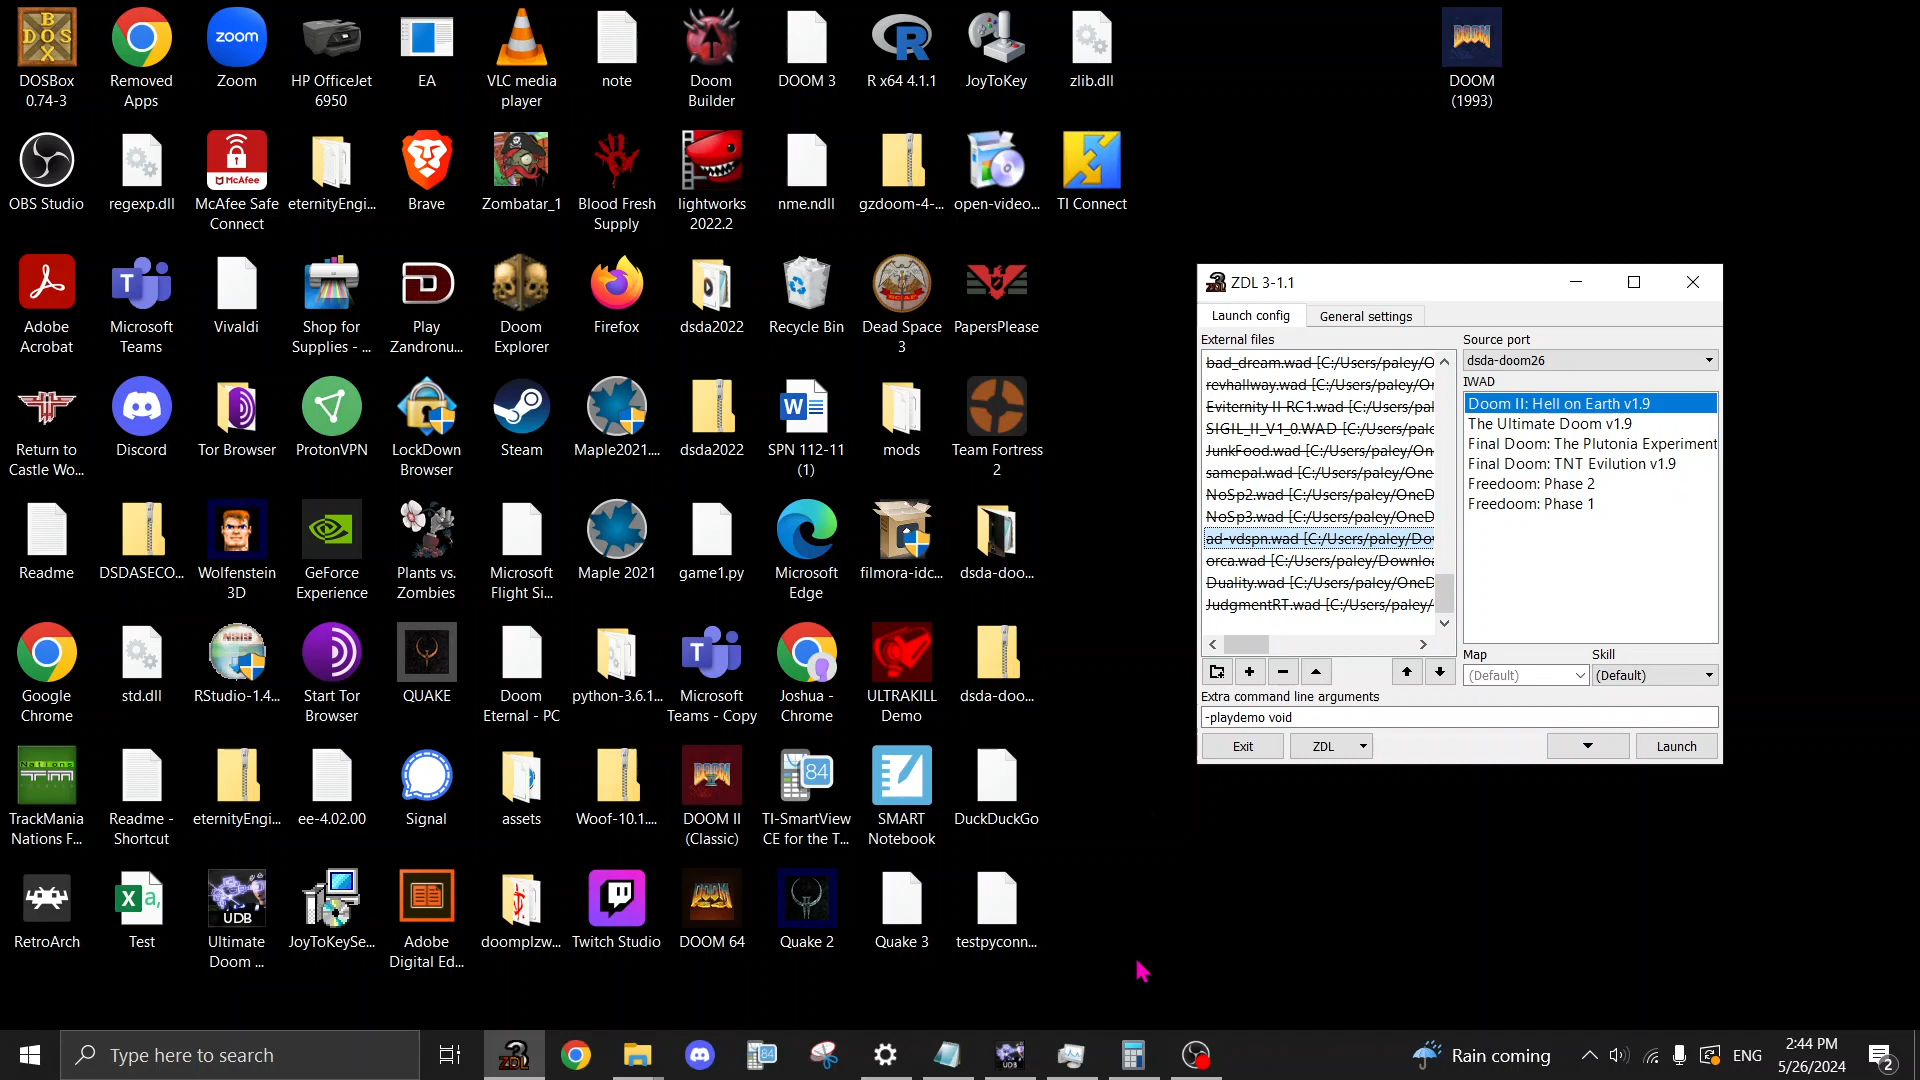 DOSBox
0.74-3
Removed
Apps
zoom
Zoom
HP OfficeJet
6950
EA
VLC media
player
note
Doom
Builder
DOOM 3
R x64 4.1.1
JoyToKey
zlib.dll
DOOM
DOOM
(1993)
OBS Studio
regexp.dll
McAfee
McAfee Safe
Connect
eternityEngi...
Brave
Zombatar_1
Blood Fresh
Supply
lightworks
2022.2
nme.ndll
gzdoom-4-...
open-video...
TI Connect
Adobe
Acrobat
Microsoft
Teams
Vivaldi
Shop for
Supplies - ...
Play
Zandronu...
Doom
Explorer
Firefox
dsda2022
Recycle Bin
Dead Space
3
PapersPlease
Return to
Castle Wo...
Discord
Tor Browser
ProtonVPN
LockDown
Browser
Steam
Maple2021....
dsda2022
SPN 112-11
(1)
mods
Team Fortress
2
Readme
DSDASECO...
Wolfenstein
3D
GeForce
Experience
Plants vs.
Zombies
Microsoft
Flight Si...
Maple 2021
game1.py
Microsoft
Edge
filmora-idc...
dsda-doo...
Google
Chrome
std.dll
NSIS
RStudio-1.4...
Start Tor
Browser
QUAKE
Doom
Eternal - PC
python-3.6.1...
Microsoft
Teams - Copy
Joshua -
Chrome
ULTRAKILL
Demo
dsda-doo...
Nations
TM
TrackMania
Nations F...
Readme -
Shortcut
eternityEngi...
ee-4.02.00
Signal
assets
Woof-10.1....
DOOM II
(Classic)
84
TI-SmartView
CE for the T...
SMART
Notebook
DuckDuckGo
RetroArch
Test
UDB
Ultimate
Doom ...
JoyToKeySe...
Adobe
Digital Ed...
doomplzw...
Twitch Studio
DOOM 64
Quake 2
Quake 3
testpyconn...
ZDL 3-1.1
Launch config
General settings
External files
bad_dream.wad [C:/Users/paley/O
revhallway.wad [C:/Users/paley/On
Eviternity II RC1.wad [C:/Users/pal
SIGIL_II_V1_0.WAD [C:/Users/pale
JunkFood.wad [C:/Users/paley/On
samepal.wad [C:/Users/paley/One
NoSp2.wad [C:/Users/paley/OneD
NoSp3.wad [C:/Users/paley/OneD
ad-vdspn.wad [C:/Users/paley/Do
orca.wad [C:/Users/paley/Downlo
Duality.wad [C:/Users/paley/OneD
JudgmentRT.wad [C:/Users/paley/
Source port
dsda-doom26
IWAD
Doom II: Hell on Earth v1.9
The Ultimate Doom v1.9
Final Doom: The Plutonia Experiment
Final Doom: TNT Evilution v1.9
Freedoom: Phase 2
Freedoom: Phase 1
Map
Skill
(Default)
(Default)
Extra command line arguments
-playdemo void
Exit
ZDL
Launch
Type here to search
ZDL
84
UDB
Rain coming
ENG
2:44 PM
5/26/2024
2